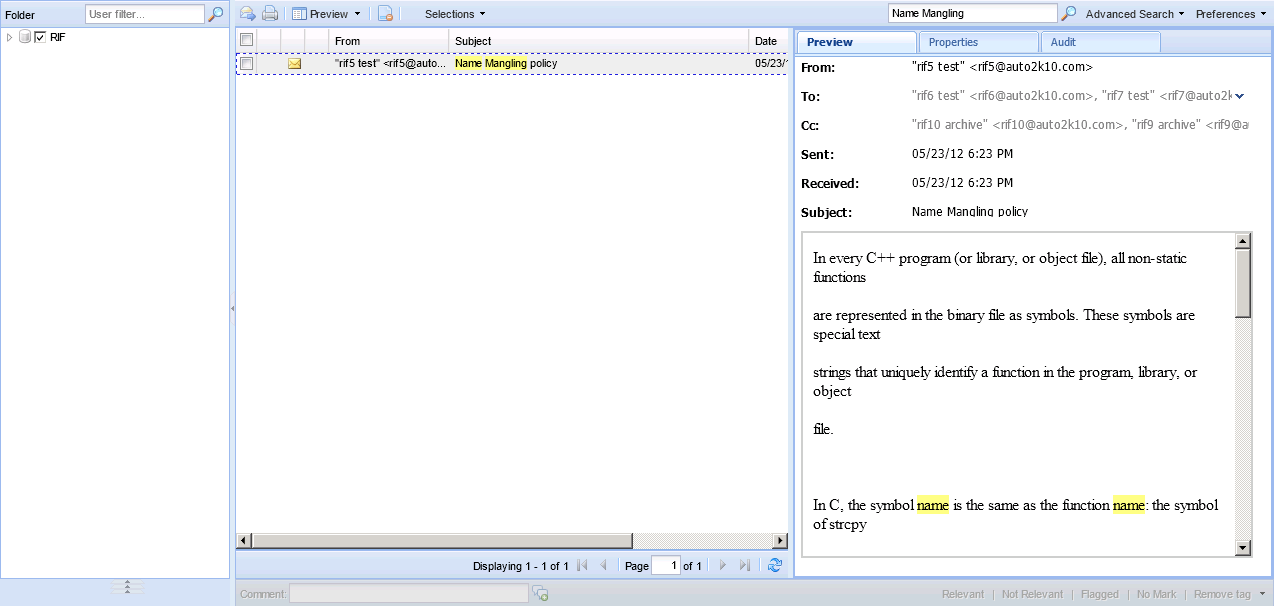 Folder
User filter...
RIF
Preview
Selections
Name Mangling
Advanced Search
Preferences
From Subject Date
"rif5 test" <rif5@auto... Name Mangling policy 05/23/1
Preview Properties Audit
From: "rif5 test" <rif5@auto2k10.com>
To: "rif6 test" <rif6@auto2k10.com>, "rif7 test" <rif7@auto2k
Cc: "rif10 archive" <rif10@auto2k10.com>, "rif9 archive" <rif9@au
Sent: 05/23/12 6:23 PM
Received: 05/23/12 6:23 PM
Subject: Name Mangling policy
In every C++ program (or library, or object file), all non-static
functions
are represented in the binary file as symbols. These symbols are
special text
strings that uniquely identify a function in the program, library, or
object
file.
In C, the symbol name is the same as the function name: the symbol
of strcpy
Displaying 1 - 1 of 1 Page 1 of 1
Comment:
Relevant | Not Relevant | Flagged | No Mark | Remove tag